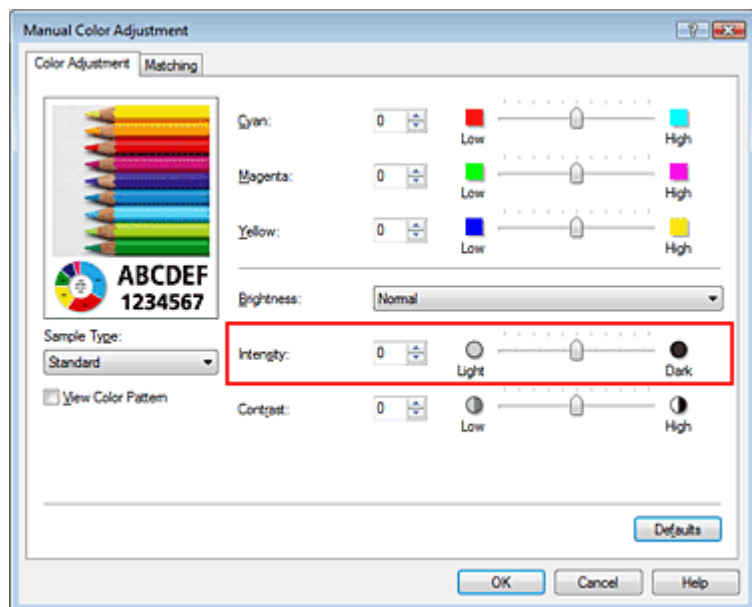 Manual Color Adjustment
Color Adjustment
Matching
ABCDEF
1234567
Sample Type:
Standard
View Color Pattern
Cyan: 0 Low High
Magenta: 0 Low High
Yellow: 0 Low High
Brightness: Normal
Intensity: 0 Light Dark
Contrast: 0 Low High
Defaults
OK Cancel Help